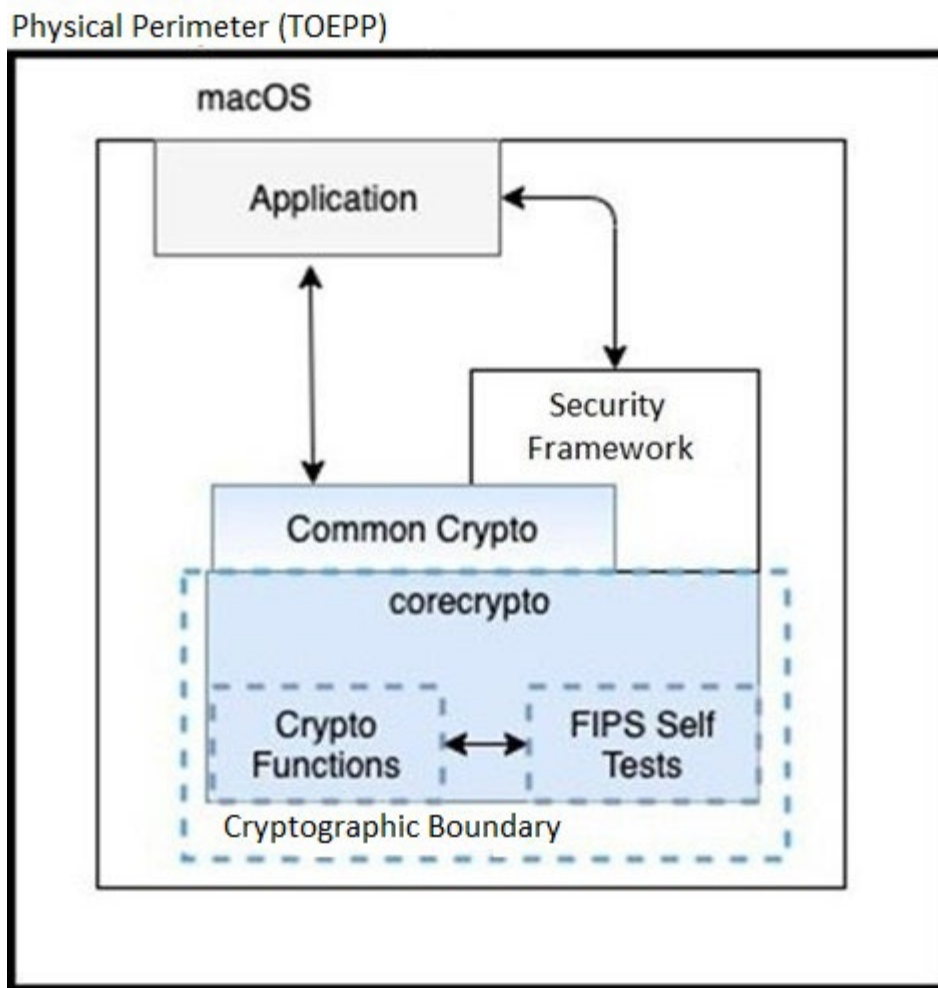 Physical Perimeter (TOEPP)
macOS
Application
Security
Framework
Common Crypto
corecrypto
Crypto
Functions
FIPS Self
Tests
Cryptographic Boundary